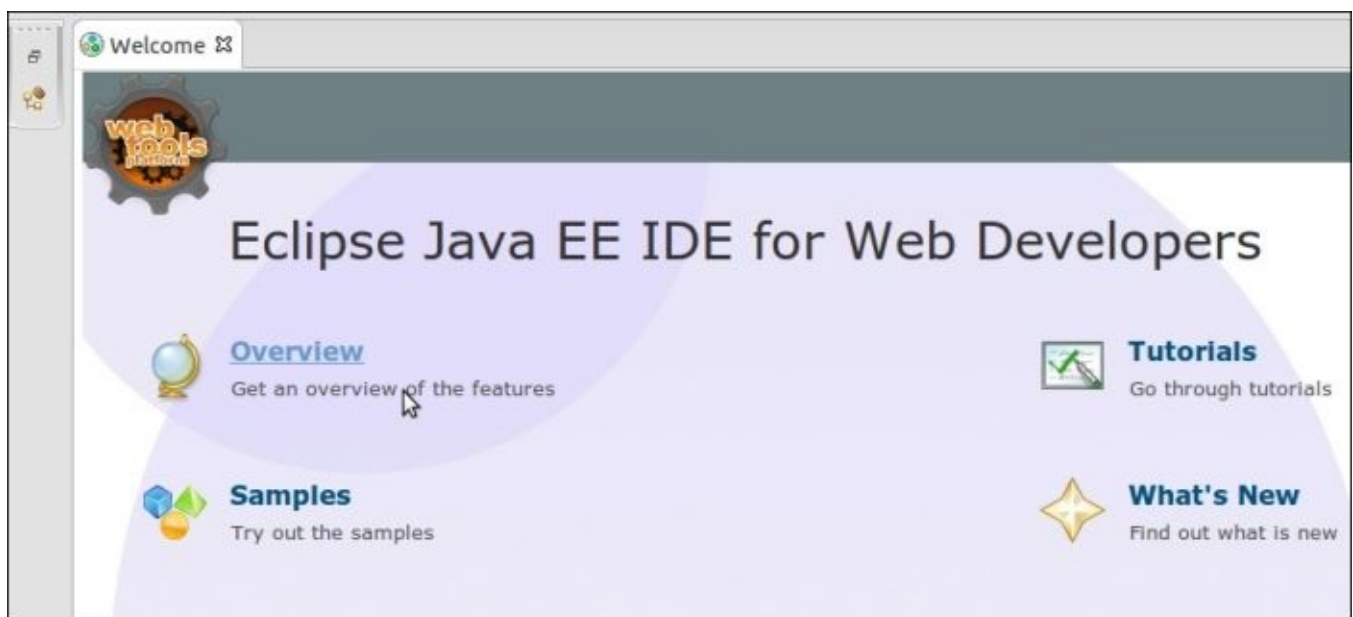 Welcome
web
tools
platform
Eclipse Java EE IDE for Web Developers
Overview
Get an overview of the features
Tutorials
Go through tutorials
Samples
Try out the samples
What's New
Find out what is new